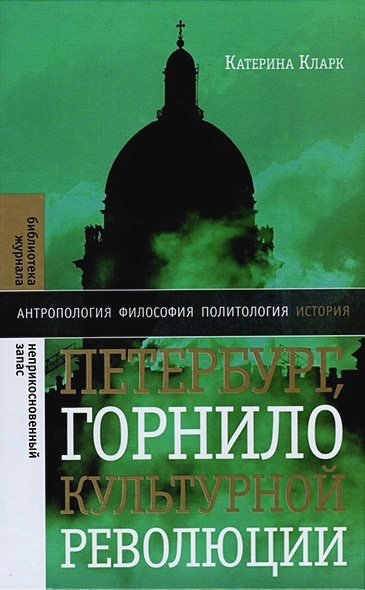 Катерина Кларк
библиотека
журнала
неприкосновенный
запас
АНТРОПОЛОГИЯ ФИЛОСОФИЯ ПОЛИТОЛОГИЯ ИСТОРИЯ
ПЕТЕРБУРГ,
ГОРНИЛО
КУЛЬТУРНОЙ
РЕВОЛЮЦИИ